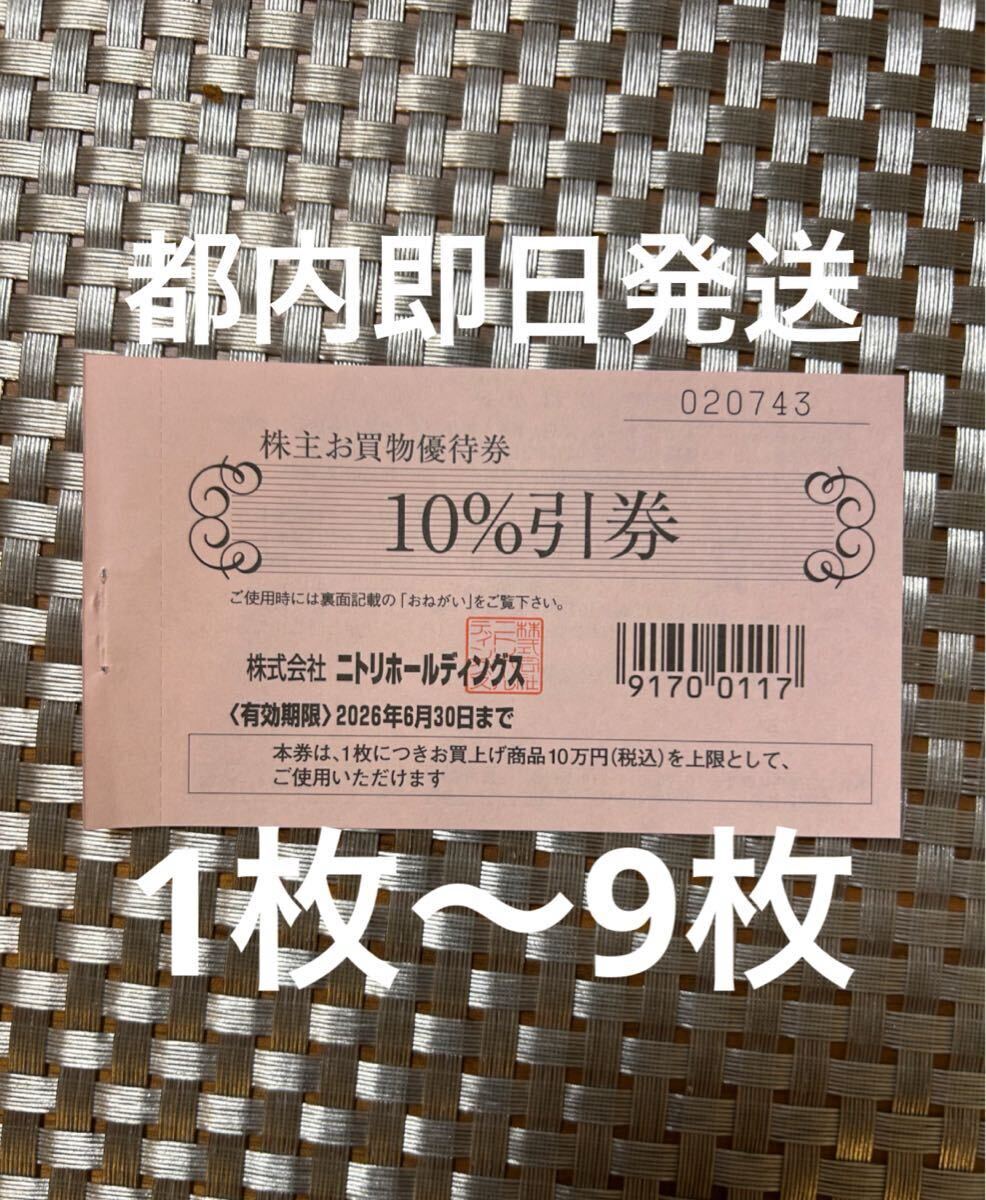 都内即日発送
020743
株主お買物優待券
10%引券
ご使用時には裏面記載の「おねがい」をご覧下さい。
株式会社 ニトリホールディングス
9170 0117
〈有効期限〉2026年6月30日まで
本券は、1枚につきお買上げ商品10万円(税込)を上限として、
ご使用いただけます
1枚〜9枚